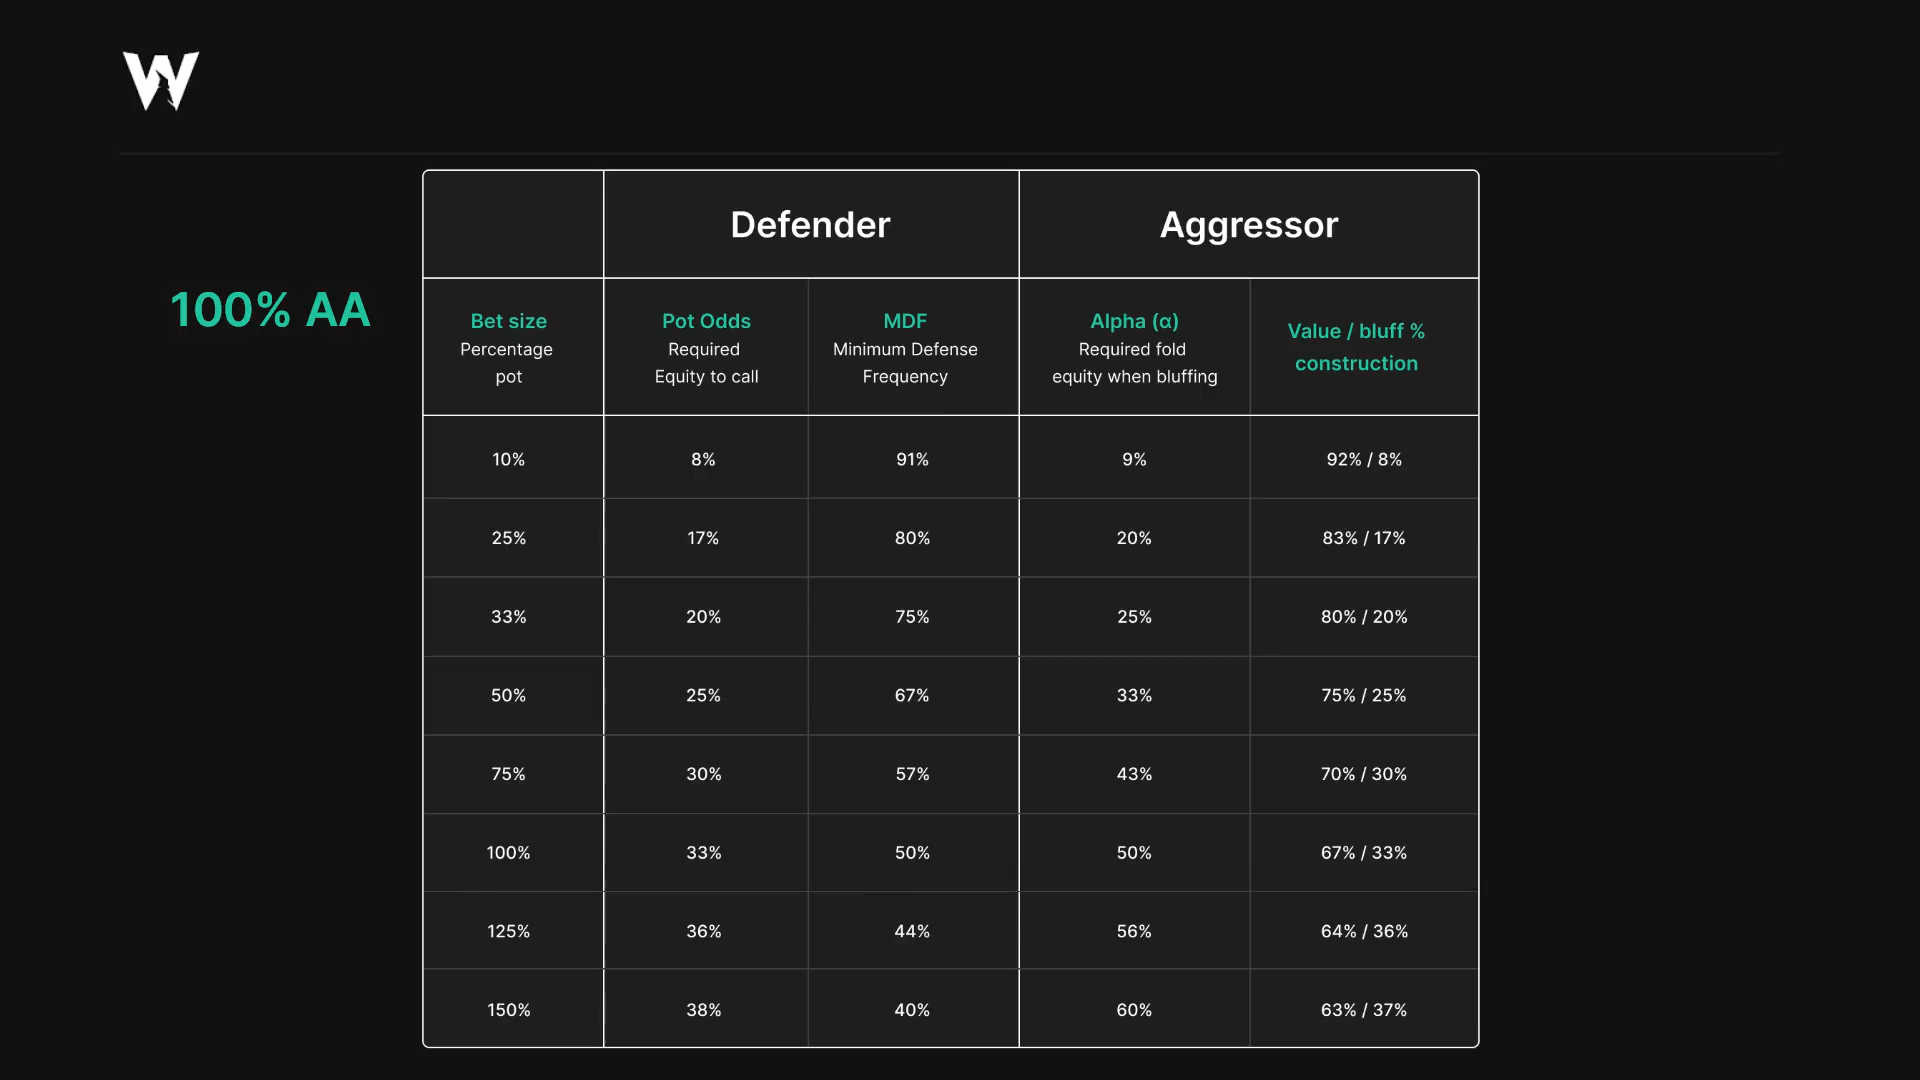 W
Defender Aggressor
100% AA
Bet size
Percentage
pot
Pot Odds
Required
Equity to call
MDF
Minimum Defense
Frequency
Alpha (α)
Required fold
equity when bluffing
Value / bluff %
construction
10% 8% 91% 9% 92% / 8%
25% 17% 80% 20% 83% / 17%
33% 20% 75% 25% 80% / 20%
50% 25% 67% 33% 75% / 25%
75% 30% 57% 43% 70% / 30%
100% 33% 50% 50% 67% / 33%
125% 36% 44% 56% 64% / 36%
150% 38% 40% 60% 63% / 37%